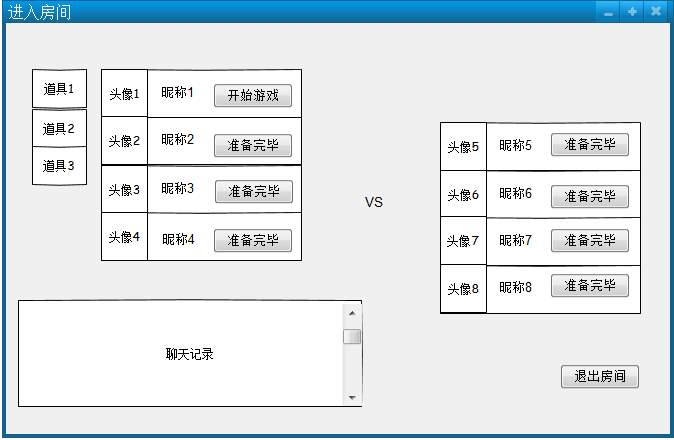 进入房间
道具1
道具2
道具3
头像1 昵称1 开始游戏
头像2 昵称2 准备完毕
头像3 昵称3 准备完毕
头像4 昵称4 准备完毕
VS
头像5 昵称5 准备完毕
头像6 昵称6 准备完毕
头像7 昵称7 准备完毕
头像8 昵称8 准备完毕
聊天记录
退出房间